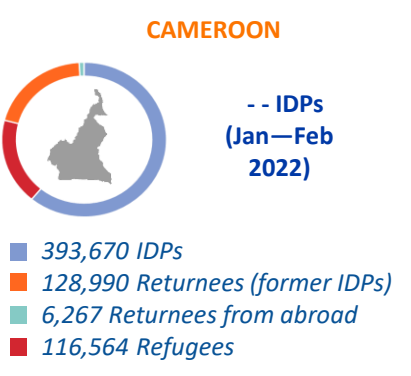 CAMEROON
- - IDPs
(Jan—Feb
2022)
393,670 IDPs
128,990 Returnees (former IDPs)
6,267 Returnees from abroad
116,564 Refugees